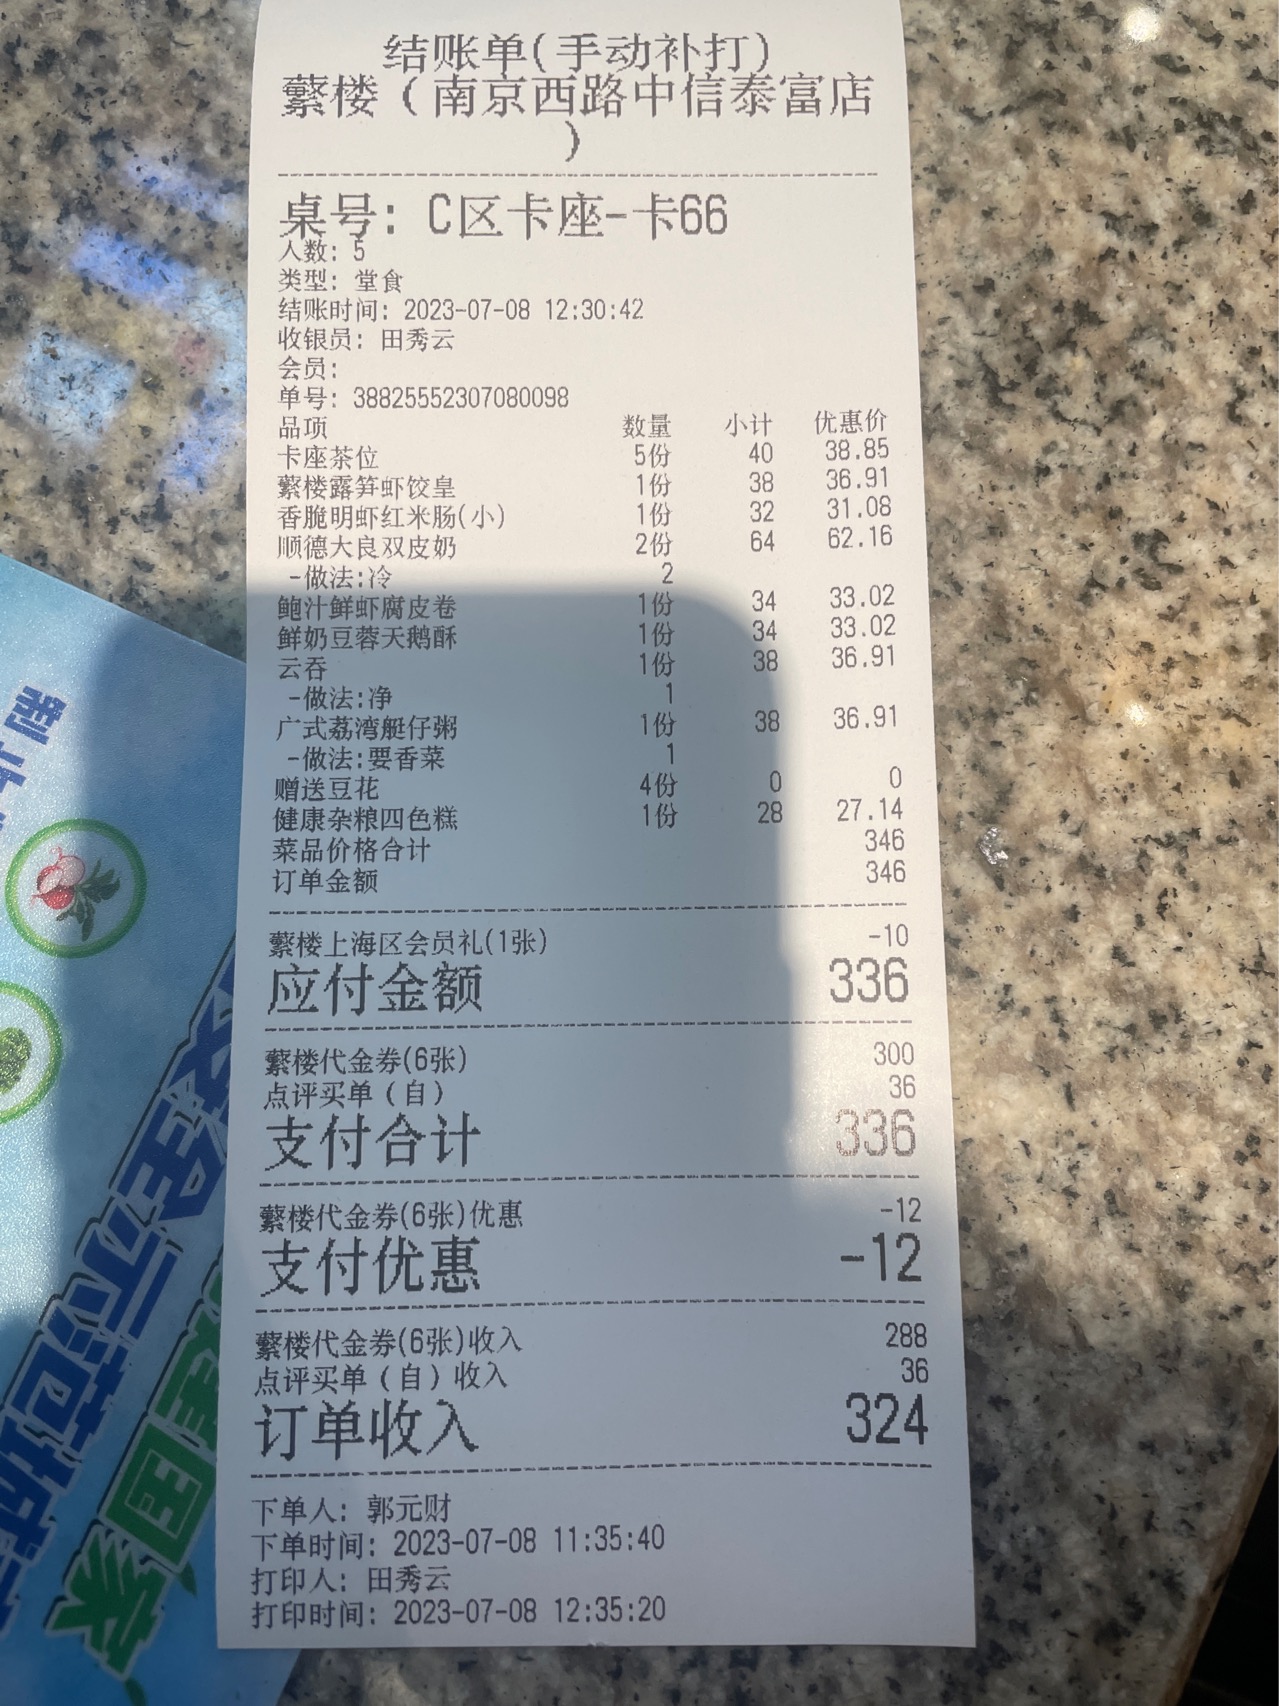 结账单(手动补打)
蘩楼(南京西路中信泰富店
)
桌号: C区卡座-卡66
人数: 5
类型: 堂食
结账时间: 2023-07-08 12:30:42
收银员: 田秀云
会员:
单号: 38825552307080098
品项 数量 小计 优惠价
卡座茶位 5份 40 38.85
蘩楼露笋虾饺皇 1份 38 36.91
香脆明虾红米肠(小) 1份 32 31.08
顺德大良双皮奶 2份 64 62.16
-做法:冷 2
鲍汁鲜虾腐皮卷 1份 34 33.02
鲜奶豆蓉天鹅酥 1份 34 33.02
云吞 1份 38 36.91
-做法:净 1
广式荔湾艇仔粥 1份 38 36.91
-做法:要香菜 1
赠送豆花 4份 0 0
健康杂粮四色糕 1份 28 27.14
菜品价格合计 346
订单金额 346
蘩楼上海区会员礼(1张) -10
应付金额 336
蘩楼代金券(6张) 300
点评买单(自) 36
支付合计 336
蘩楼代金券(6张)优惠 -12
支付优惠 -12
蘩楼代金券(6张)收入 288
点评买单(自)收入 36
订单收入 324
下单人: 郭元财
下单时间: 2023-07-08 11:35:40
打印人: 田秀云
打印时间: 2023-07-08 12:35:20
国家